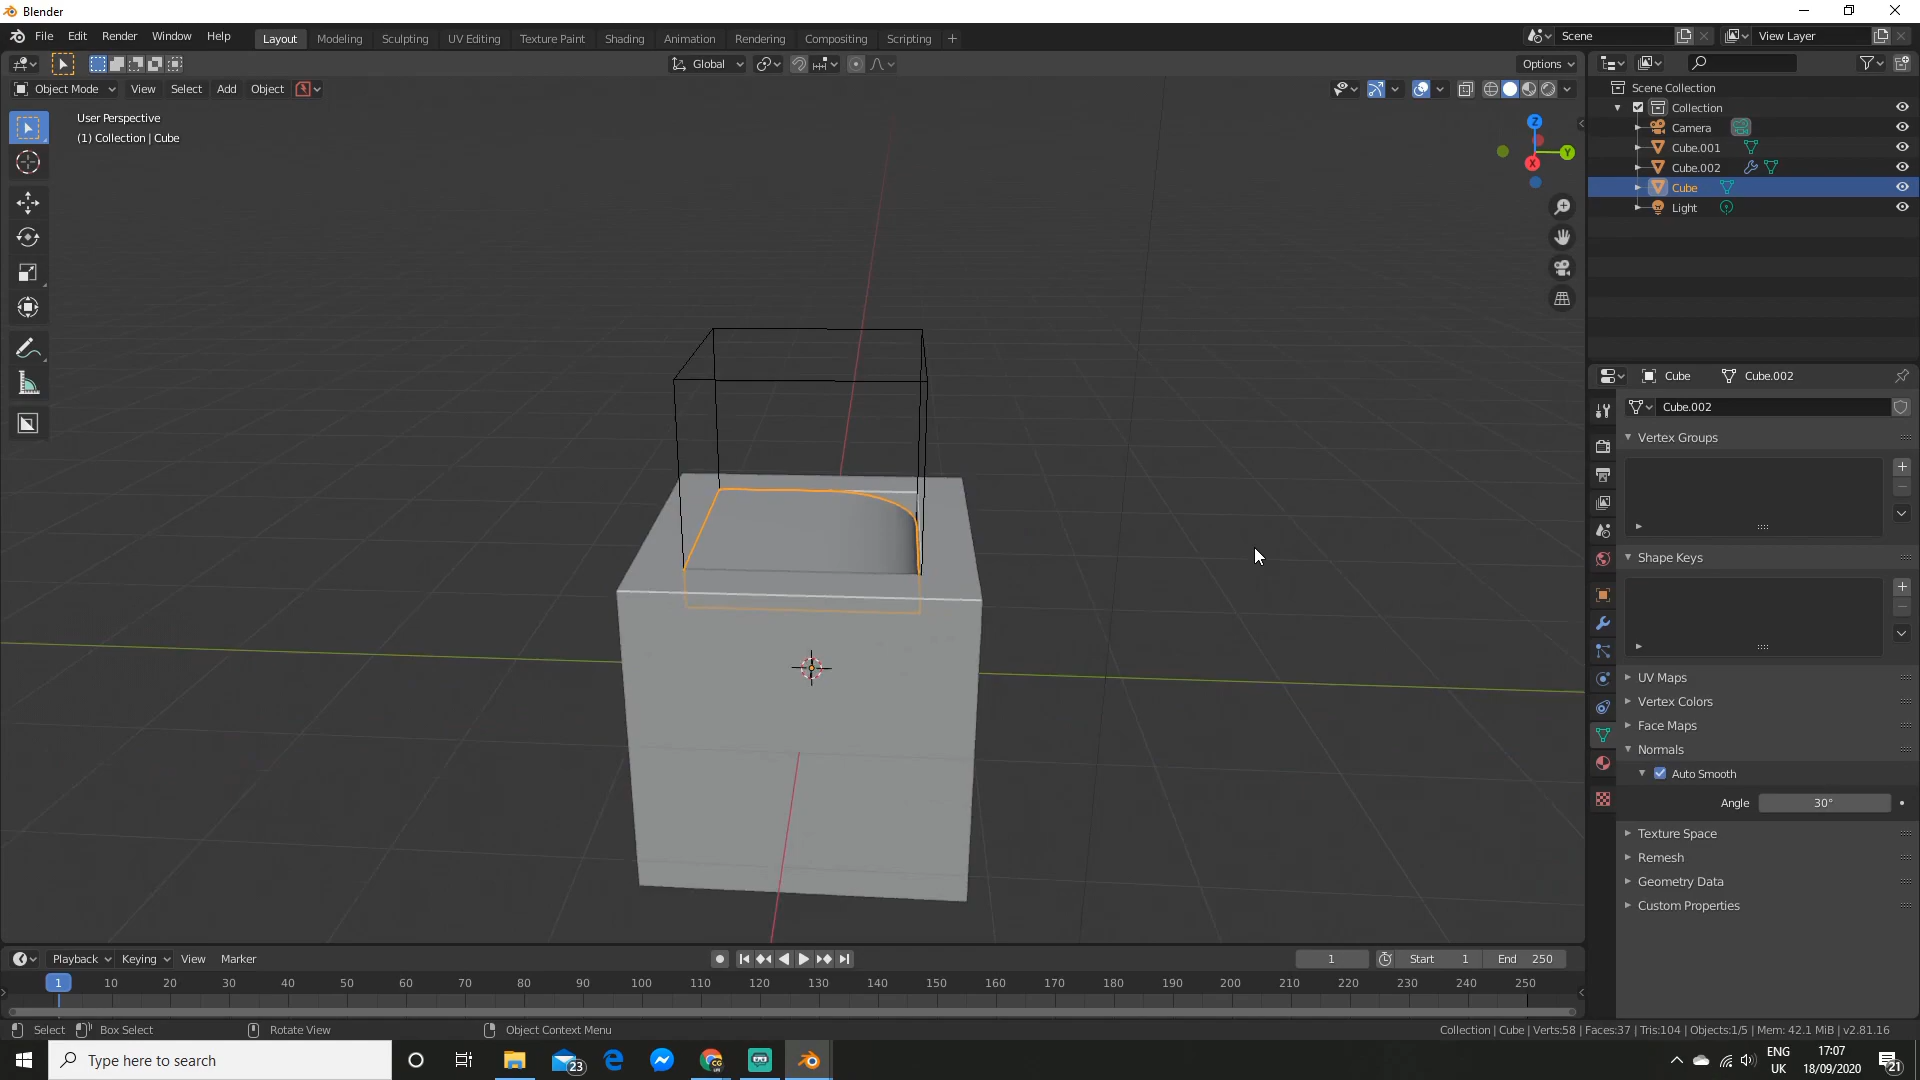 Blender
File Edit Render Window Help Layout Modeling Sculpting UV Editing Texture Paint Shading Animation Rendering Compositing Scripting + Scene View Layer
Global Options
Object Mode View Select Add Object
User Perspective
(1) Collection | Cube
Z
Y
X
Scene Collection
Collection
Camera
Cube.001
Cube.002
Cube
Light
Cube Cube.002
Cube.002
Vertex Groups
Shape Keys
UV Maps
Vertex Colors
Face Maps
Normals
Auto Smooth
Angle 30°
Texture Space
Remesh
Geometry Data
Custom Properties
Playback Keying View Marker 1 Start 1 End 250
1 10 20 30 40 50 60 70 80 90 100 110 120 130 140 150 160 170 180 190 200 210 220 230 240 250
Select Box Select Rotate View Object Context Menu Collection | Cube | Verts:58 | Faces:37 | Tris:104 | Objects:1/5 | Mem: 42.1 MiB | v2.81.16
Type here to search 23 ENG 17:07
UK 18/09/2020 21